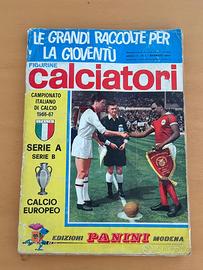 LE GRANDI RACCOLTE PER
LA GIOVENTÙ
FIGURINE
calciatori
CAMPIONATO
ITALIANO
DI CALCIO
1966-67
SERIE A
SERIE B
CALCIO
EUROPEO
EDIZIONI PANINI MODENA